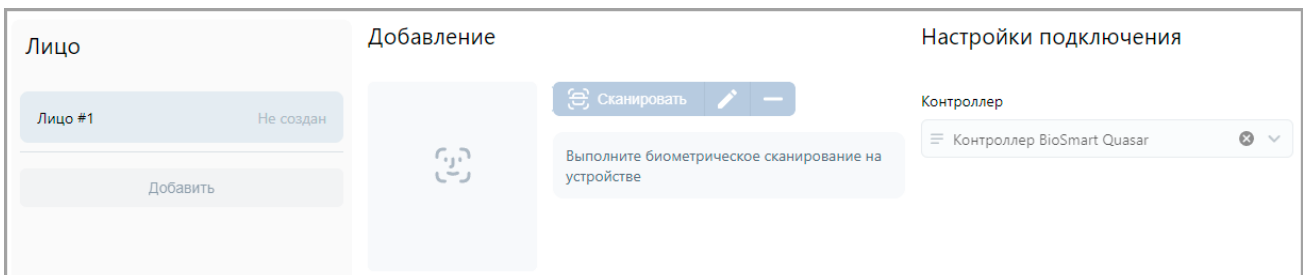 Лицо
Лицо #1 Не создан
Добавить
Добавление
Сканировать
Выполните биометрическое сканирование на
устройстве
Настройки подключения
Контроллер
Контроллер BioSmart Quasar